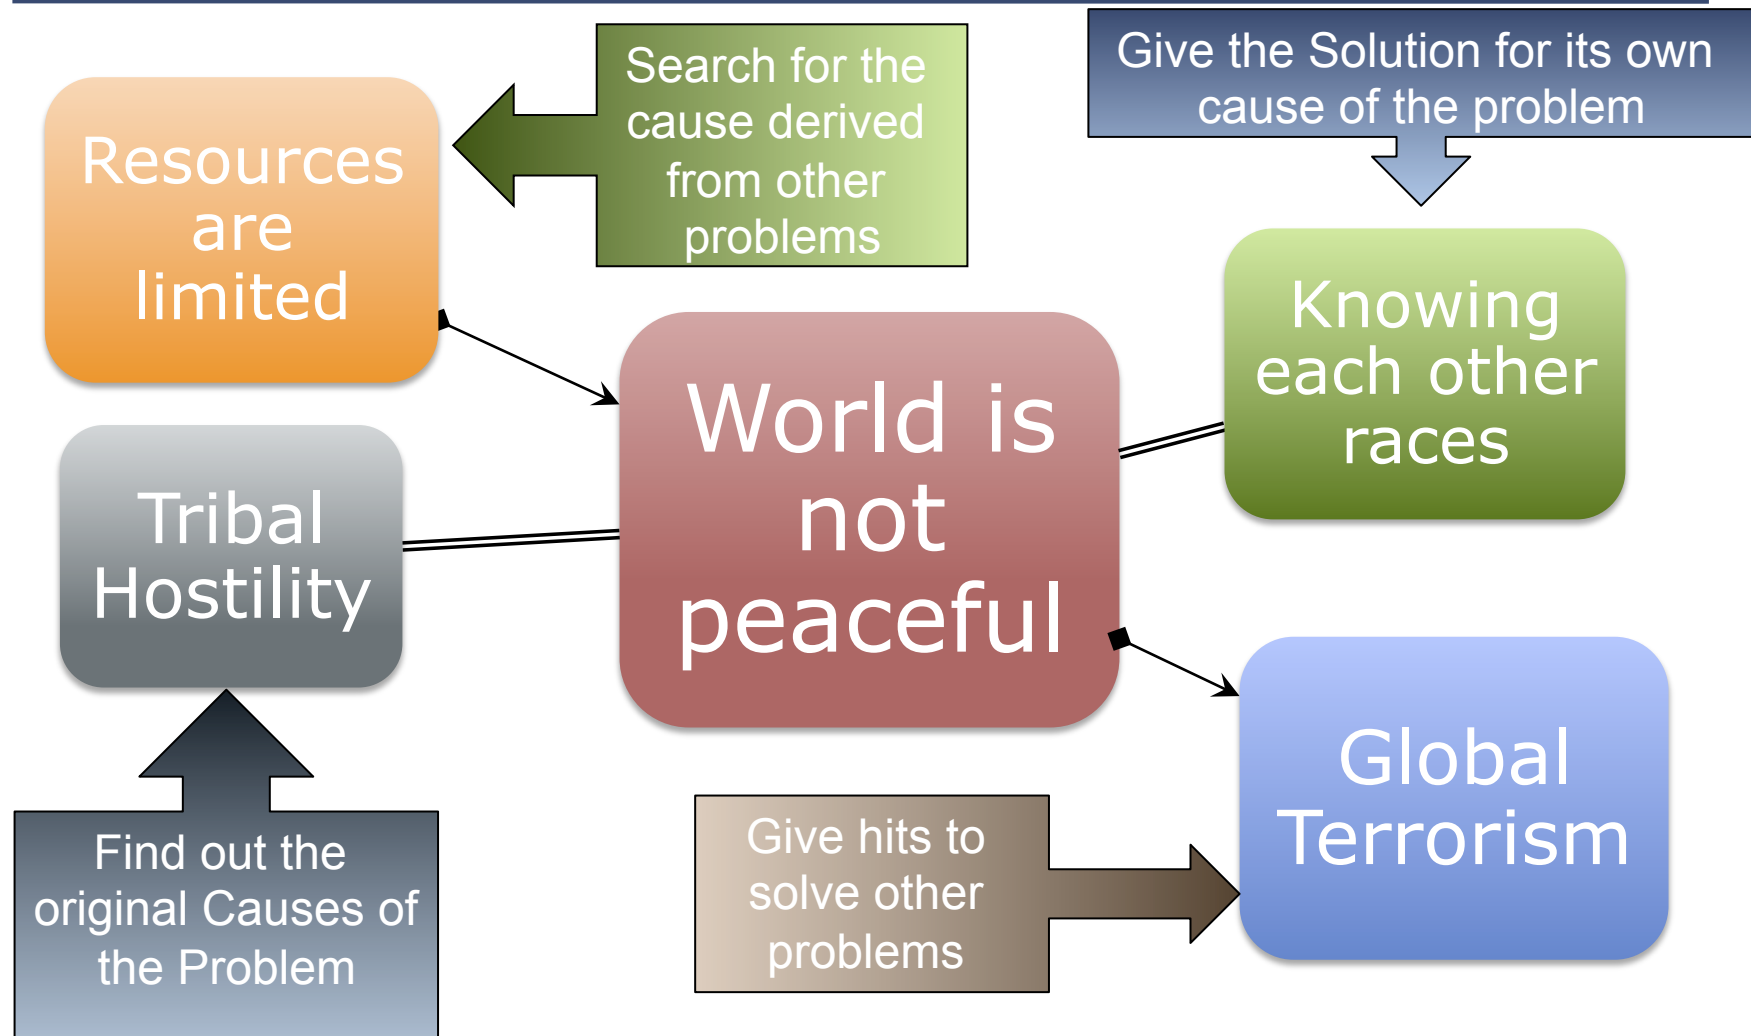 Search for the
cause derived
from other
problems
Give the Solution for its own
cause of the problem
Resources
are
limited
Knowing
each other
races
World is
not
peaceful
Tribal
Hostility
Global
Terrorism
Find out the
original Causes of
the Problem
Give hits to
solve other
problems